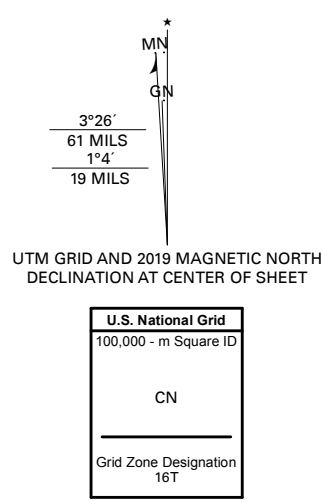 MN
GN
3°26´
61 MILS
1°4´
19 MILS
UTM GRID AND 2019 MAGNETIC NORTH
DECLINATION AT CENTER OF SHEET
U.S. National Grid
100,000 - m Square ID
CN
Grid Zone Designation
16T